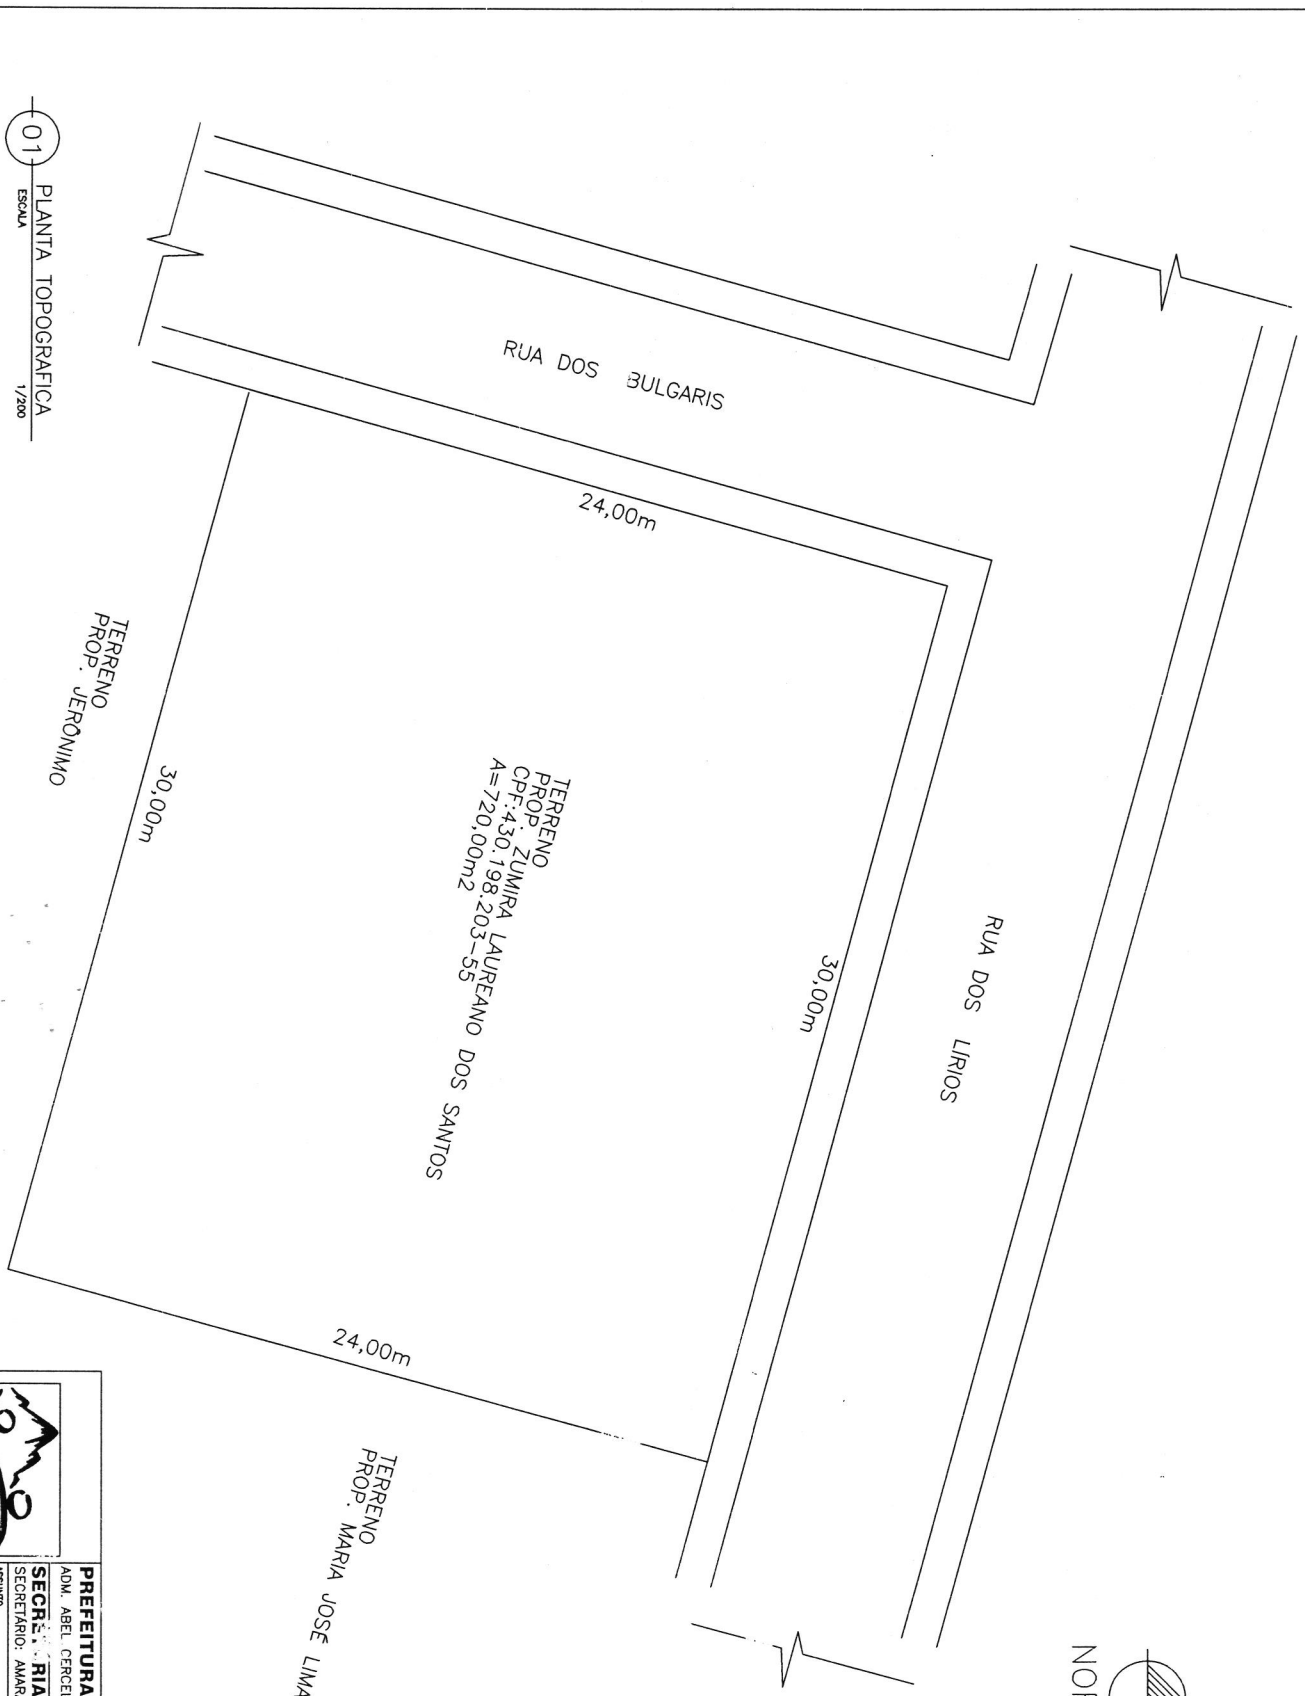 RUA DOS LÍRIOS
RUA DOS BULGARIS
24,00m
30,00m
TERRENO
PROP. ZUMIRA LAUREANO DOS SANTOS
CPF:430.198.203-55
A=720,00m2
24,00m
30,00m
TERRENO
PROP. MARIA JOSÉ LIMA
TERRENO
PROP. JERÔNIMO
01
PLANTA TOPOGRAFICA
ESCALA 1/200
PREFEITURA
ADM. ABEL
SECRETÁRIO: